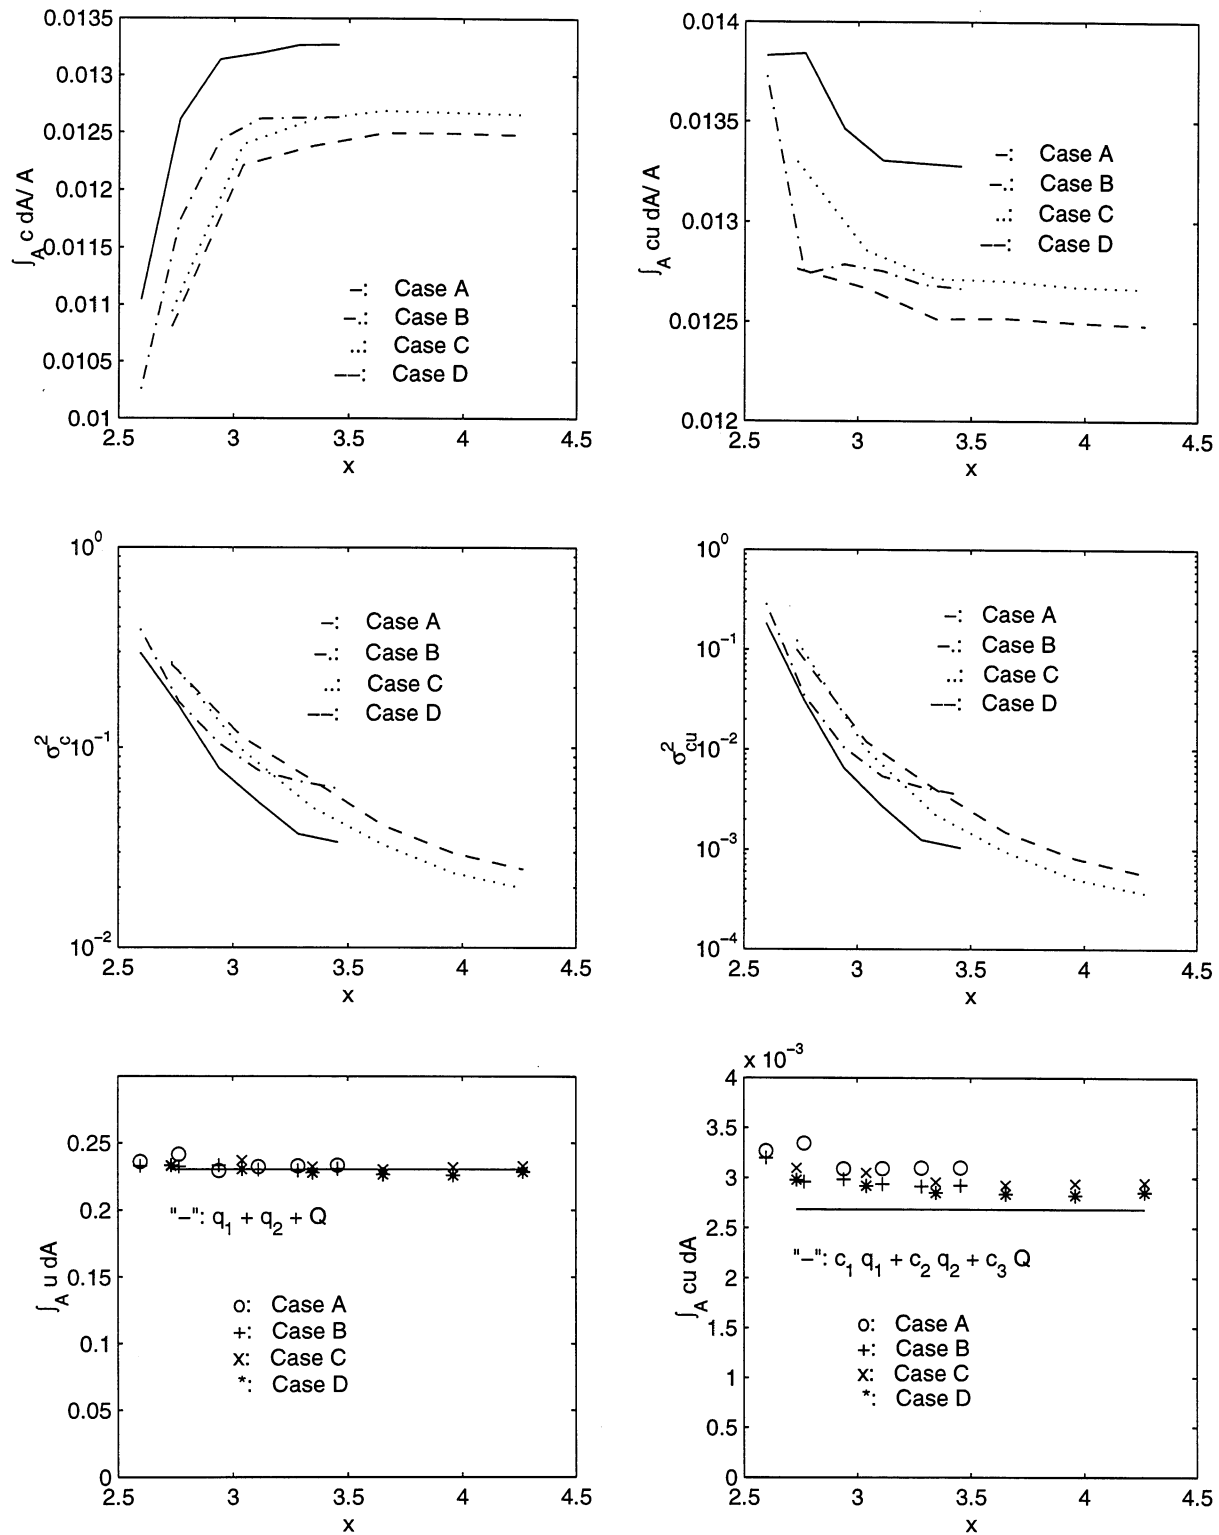 0.0135
0.013
0.0125
0.012
0.0115
0.011
0.0105
0.01
2.5 3 3.5 4 4.5
x
∫A c dA/ A
–: Case A
–.: Case B
..: Case C
––: Case D
0.014
0.0135
0.013
0.0125
0.012
2.5 3 3.5 4 4.5
x
∫A cu dA/ A
–: Case A
–.: Case B
..: Case C
––: Case D
10^0
10^−1
10^−2
2.5 3 3.5 4 4.5
x
σ_c^2
–: Case A
–.: Case B
..: Case C
––: Case D
10^0
10^−1
10^−2
10^−3
10^−4
2.5 3 3.5 4 4.5
x
σ_cu^2
–: Case A
–.: Case B
..: Case C
––: Case D
0.25
0.2
0.15
0.1
0.05
0
2.5 3 3.5 4 4.5
x
∫A u dA
"–": q1 + q2 + Q
o: Case A
+: Case B
x: Case C
*: Case D
x 10^−3
4
3.5
3
2.5
2
1.5
1
0.5
0
2.5 3 3.5 4 4.5
x
∫A cu dA
"–": c1 q1 + c2 q2 + c3 Q
o: Case A
+: Case B
x: Case C
*: Case D